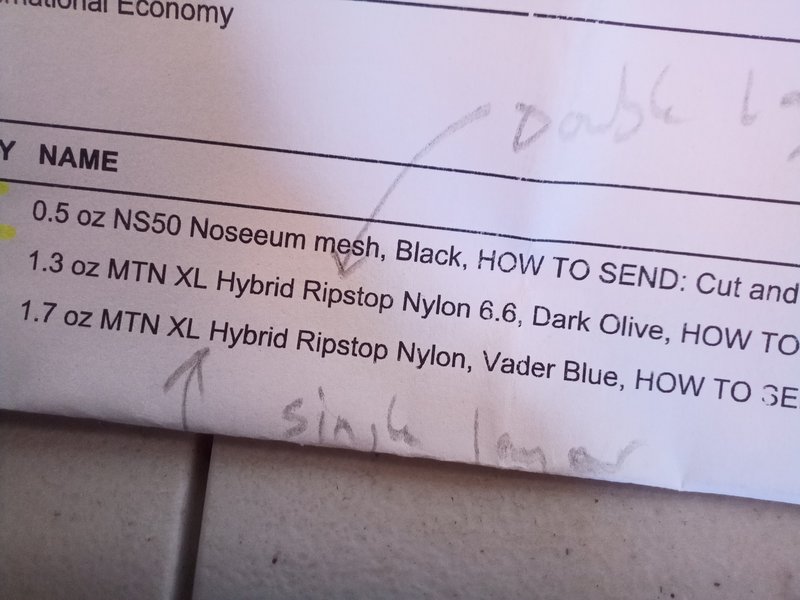 Economy
Double
NAME
0.5 oz NS50 Noseeum mesh, Black, HOW TO SEND: Cut and
1.3 oz MTN XL Hybrid Ripstop Nylon 6.6, Dark Olive, HOW TO
1.7 oz MTN XL Hybrid Ripstop Nylon, Vader Blue, HOW TO SE
single layer